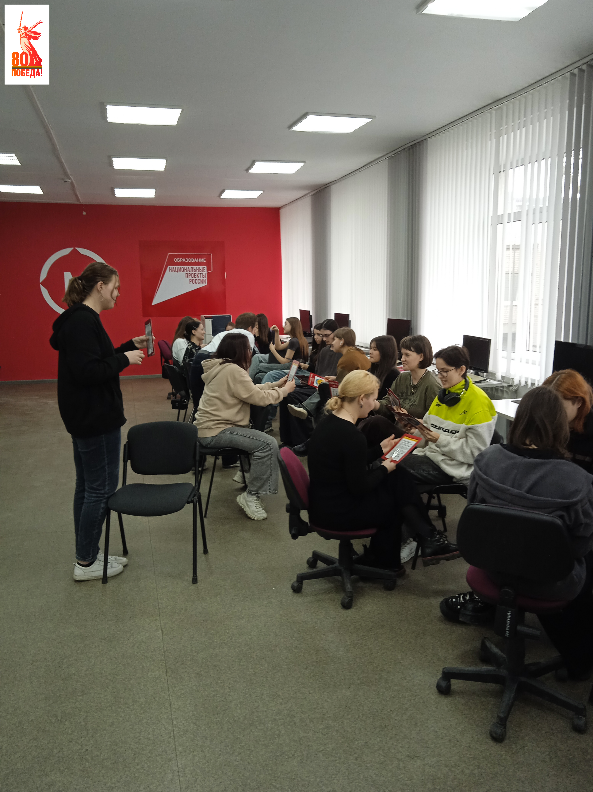 80
ПОБЕДА!
ОБРАЗОВАНИЕ
НАЦИОНАЛЬНЫЕ
ПРОЕКТЫ
РОССИИ